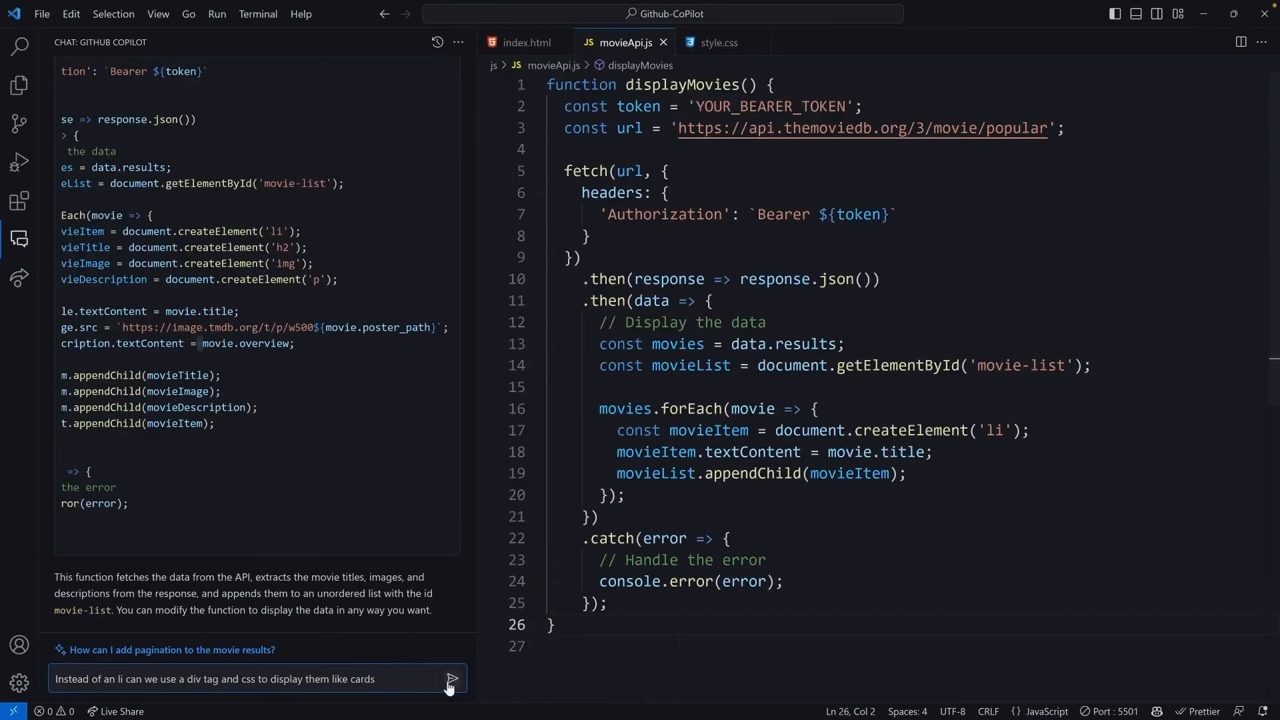 File Edit Selection View Go Run Terminal Help
Github-CoPilot
CHAT: GITHUB COPILOT
tion': `Bearer ${token}`
se => response.json())
> {
the data
es = data.results;
eList = document.getElementById('movie-list');
Each(movie => {
vieItem = document.createElement('li');
vieTitle = document.createElement('h2');
vieImage = document.createElement('img');
vieDescription = document.createElement('p');
le.textContent = movie.title;
ge.src = `https://image.tmdb.org/t/p/w500${movie.poster_path}`;
cription.textContent = movie.overview;
m.appendChild(movieTitle);
m.appendChild(movieImage);
m.appendChild(movieDescription);
t.appendChild(movieItem);
=> {
the error
ror(error);
This function fetches the data from the API, extracts the movie titles, images, and
descriptions from the response, and appends them to an unordered list with the id
movie-list. You can modify the function to display the data in any way you want.
How can I add pagination to the movie results?
Instead of an li can we use a div tag and css to display them like cards
index.html JS movieApi.js style.css
js > JS movieApi.js > displayMovies
1 function displayMovies() {
2 const token = 'YOUR_BEARER_TOKEN';
3 const url = 'https://api.themoviedb.org/3/movie/popular';
4
5 fetch(url, {
6 headers: {
7 'Authorization': `Bearer ${token}`
8 }
9 })
10 .then(response => response.json())
11 .then(data => {
12 // Display the data
13 const movies = data.results;
14 const movieList = document.getElementById('movie-list');
15
16 movies.forEach(movie => {
17 const movieItem = document.createElement('li');
18 movieItem.textContent = movie.title;
19 movieList.appendChild(movieItem);
20 });
21 })
22 .catch(error => {
23 // Handle the error
24 console.error(error);
25 });
26 }
27
0 0 Live Share Ln 26, Col 2 Spaces: 4 UTF-8 CRLF {} JavaScript Port : 5501 Prettier